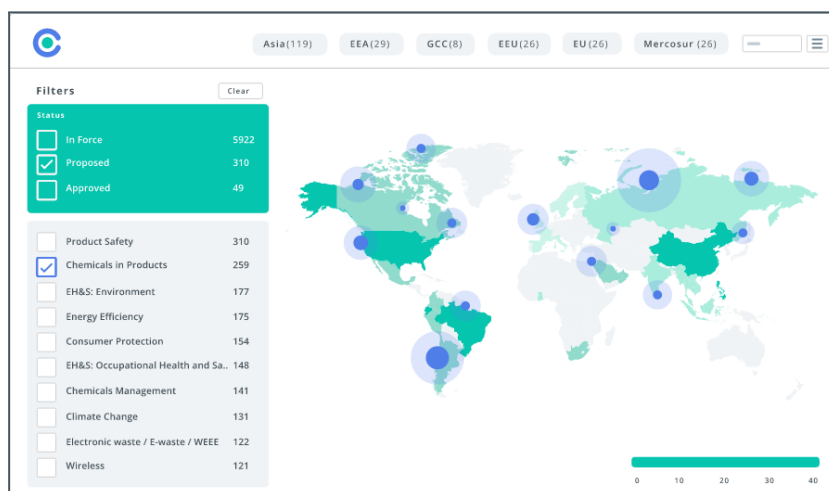 Asia(119) EEA(29) GCC(8) EEU(26) EU(26) Mercosur (26)
Filters Clear
Status
In Force 5922
Proposed 310
Approved 49
Product Safety 310
Chemicals in Products 259
EH&S: Environment 177
Energy Efficiency 175
Consumer Protection 154
EH&S: Occupational Health and Sa.. 148
Chemicals Management 141
Climate Change 131
Electronic waste / E-waste / WEEE 122
Wireless 121
0 10 20 30 40